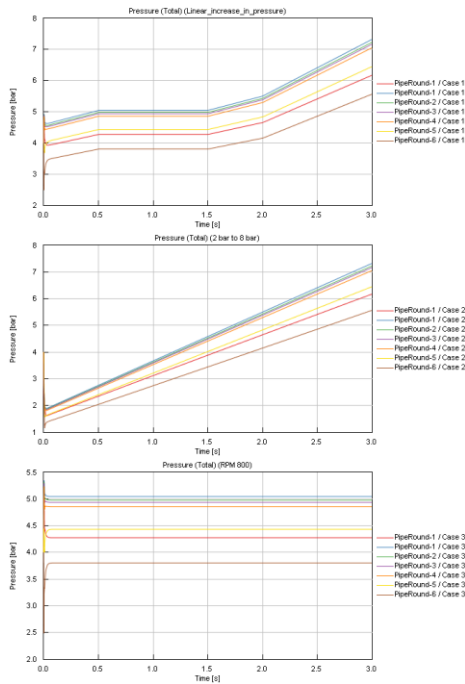 Pressure (Total) (Linear_increase_in_pressure)
8
7
6
5
4
3
2
Pressure [bar]
0.0 0.5 1.0 1.5 2.0 2.5 3.0
Time [s]
PipeRound-1 / Case 1
PipeRound-1 / Case 1
PipeRound-2 / Case 1
PipeRound-3 / Case 1
PipeRound-4 / Case 1
PipeRound-5 / Case 1
PipeRound-6 / Case 1
Pressure (Total) (2 bar to 8 bar)
8
7
6
5
4
3
2
1
Pressure [bar]
0.0 0.5 1.0 1.5 2.0 2.5 3.0
Time [s]
PipeRound-1 / Case 2
PipeRound-1 / Case 2
PipeRound-2 / Case 2
PipeRound-3 / Case 2
PipeRound-4 / Case 2
PipeRound-5 / Case 2
PipeRound-6 / Case 2
Pressure (Total) (RPM 800)
5.5
5.0
4.5
4.0
3.5
3.0
2.5
2.0
Pressure [bar]
0.0 0.5 1.0 1.5 2.0 2.5 3.0
Time [s]
PipeRound-1 / Case 3
PipeRound-1 / Case 3
PipeRound-2 / Case 3
PipeRound-3 / Case 3
PipeRound-4 / Case 3
PipeRound-5 / Case 3
PipeRound-6 / Case 3